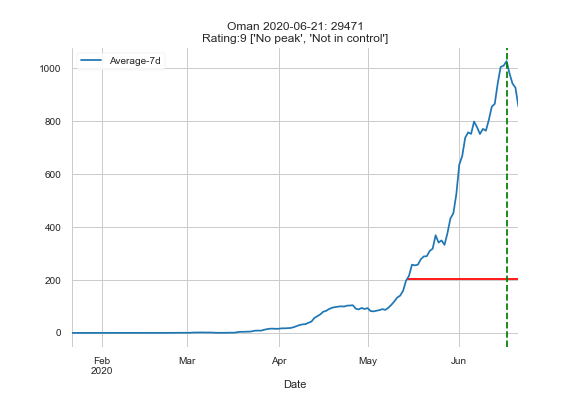 Oman 2020-06-21: 29471
Rating:9 ['No peak', 'Not in control']
Average-7d
1000
800
600
400
200
0
Feb
2020
Mar
Apr
May
Jun
Date